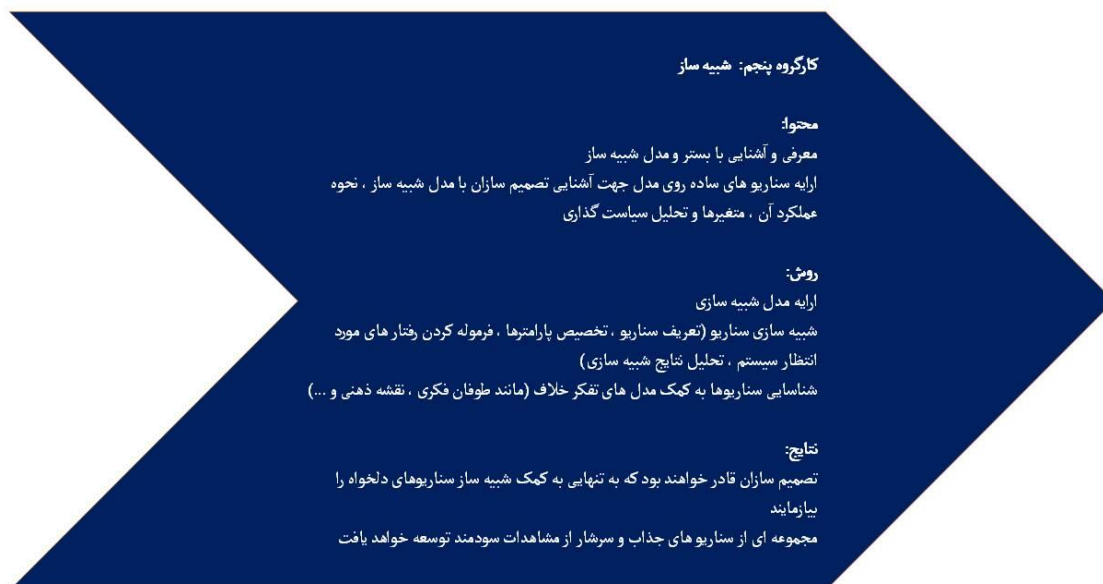 کارگروه پنجم: شبیه ساز
محتوا:
معرفی و آشنایی با بستر و مدل شبیه ساز
ارایه سناریو های ساده روی مدل جهت آشنایی تصمیم سازان با مدل شبیه ساز ، نحوه
عملکرد آن ، متغیرها و تحلیل سیاست گذاری
روش:
ارایه مدل شبیه سازی
شبیه سازی سناریو (تعریف سناریو ، تخصیص پارامترها ، فرموله کردن رفتار های مورد
انتظار سیستم ، تحلیل نتایج شبیه سازی)
شناسایی سناریوها به کمک مدل های تفکر خلاف (مانند طوفان فکری ، نقشه ذهنی و ...)
نتایج:
تصمیم سازان قادر خواهند بود که به تنهایی به کمک شبیه ساز سناریوهای دلخواه را
بیازمایند
مجموعه ای از سناریو های جذاب و سرشار از مشاهدات سودمند توسعه خواهد یافت